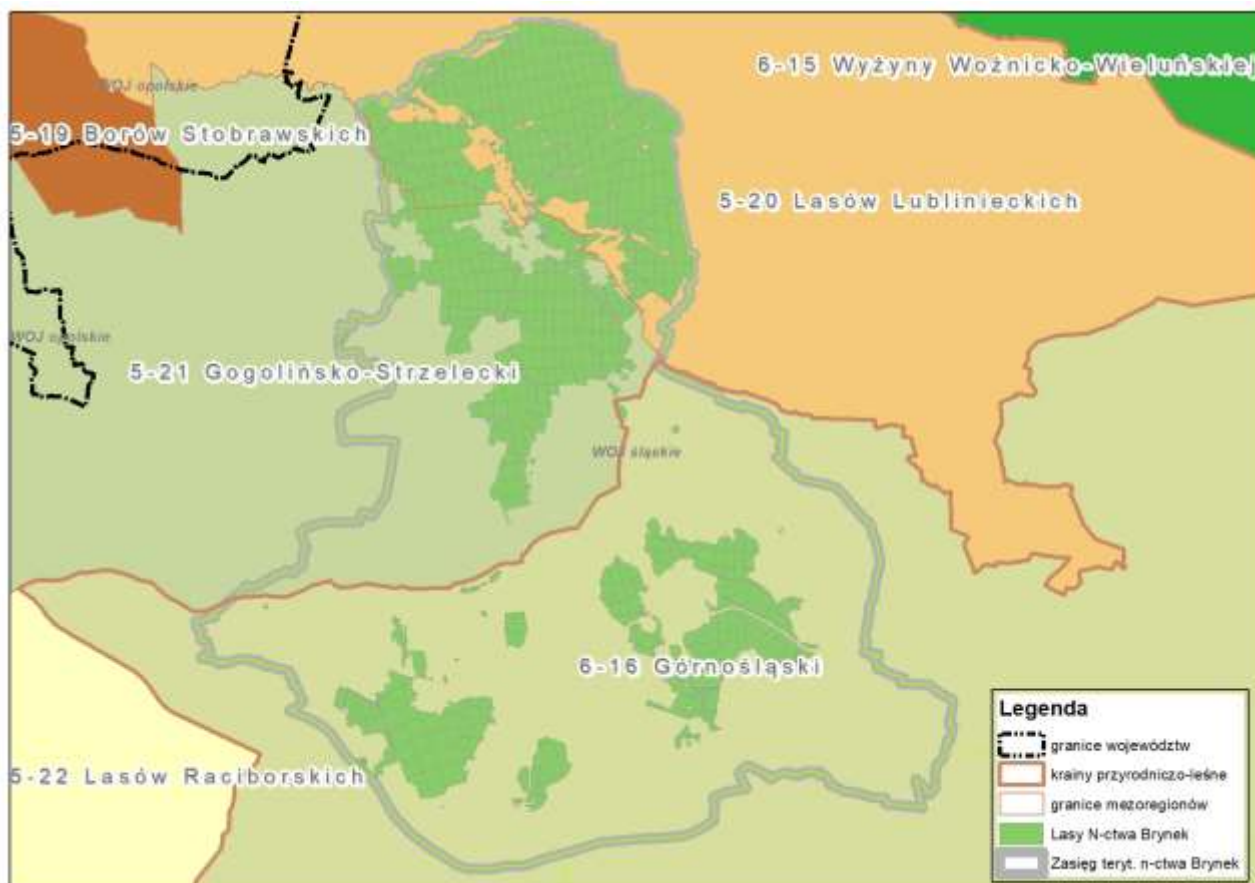 6-15 Wyżyny Woźnicko-Wieluńskiej
WOJ opolskie
5-19 Borów Stobrawskich
5-20 Lasów Lublinieckich
WOJ opolskie
5-21 Gogolińsko-Strzelecki
WOJ śląskie
6-16 Górnośląski
5-22 Lasów Raciborskich
Legenda
granice województw
krainy przyrodniczo-leśne
granice mezoregionów
Lasy N-ctwa Brynek
Zasięg teryt. n-ctwa Brynek